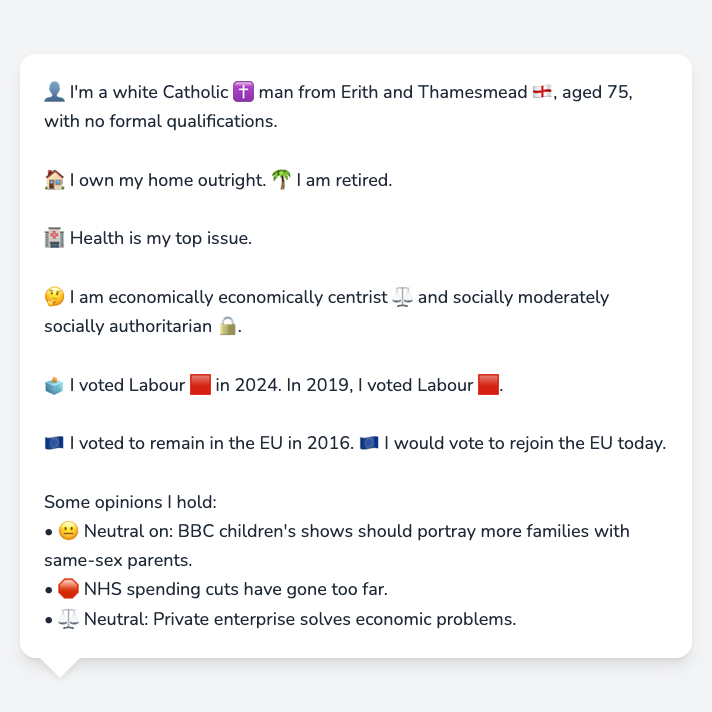 👤 I'm a white Catholic ✝️ man from Erith and Thamesmead 🏴󠁧󠁢󠁥󠁮󠁧󠁿, aged 75,
with no formal qualifications.
🏠 I own my home outright. 🌴 I am retired.
🏥 Health is my top issue.
🤔 I am economically economically centrist ⚖️ and socially moderately
socially authoritarian 🔒.
🗳️ I voted Labour 🟥 in 2024. In 2019, I voted Labour 🟥.
🇪🇺 I voted to remain in the EU in 2016. 🇪🇺 I would vote to rejoin the EU today.
Some opinions I hold:
• 😐 Neutral on: BBC children's shows should portray more families with
same-sex parents.
• 🛑 NHS spending cuts have gone too far.
• ⚖️ Neutral: Private enterprise solves economic problems.